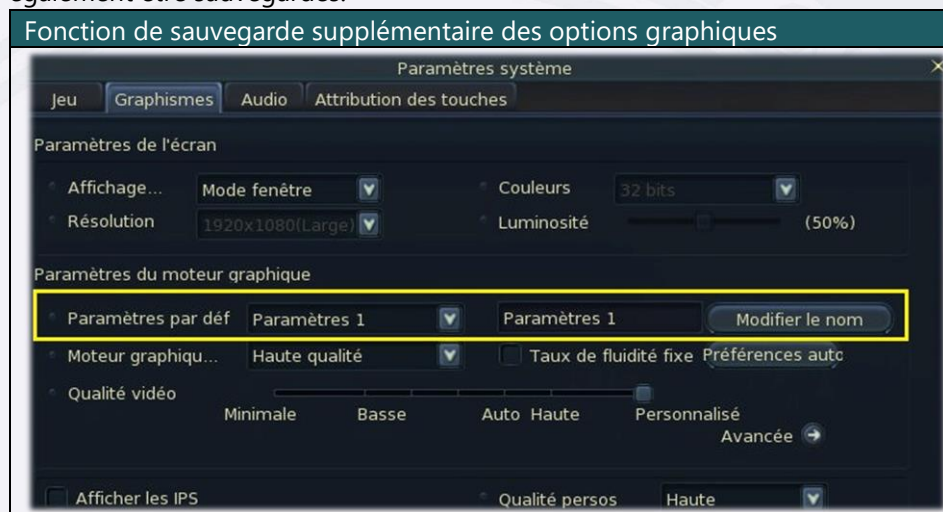 également être sauvegardés.
Fonction de sauvegarde supplémentaire des options graphiques
Paramètres système
Jeu Graphismes Audio Attribution des touches
Paramètres de l'écran
Affichage... Mode fenêtre Couleurs 32 bits
Résolution 1920x1080(Large) Luminosité (50%)
Paramètres du moteur graphique
Paramètres par déf Paramètres 1 Paramètres 1 Modifier le nom
Moteur graphiqu... Haute qualité Taux de fluidité fixe Préférences auto
Qualité vidéo
Minimale Basse Auto Haute Personnalisé
Avancée
Afficher les IPS Qualité persos Haute